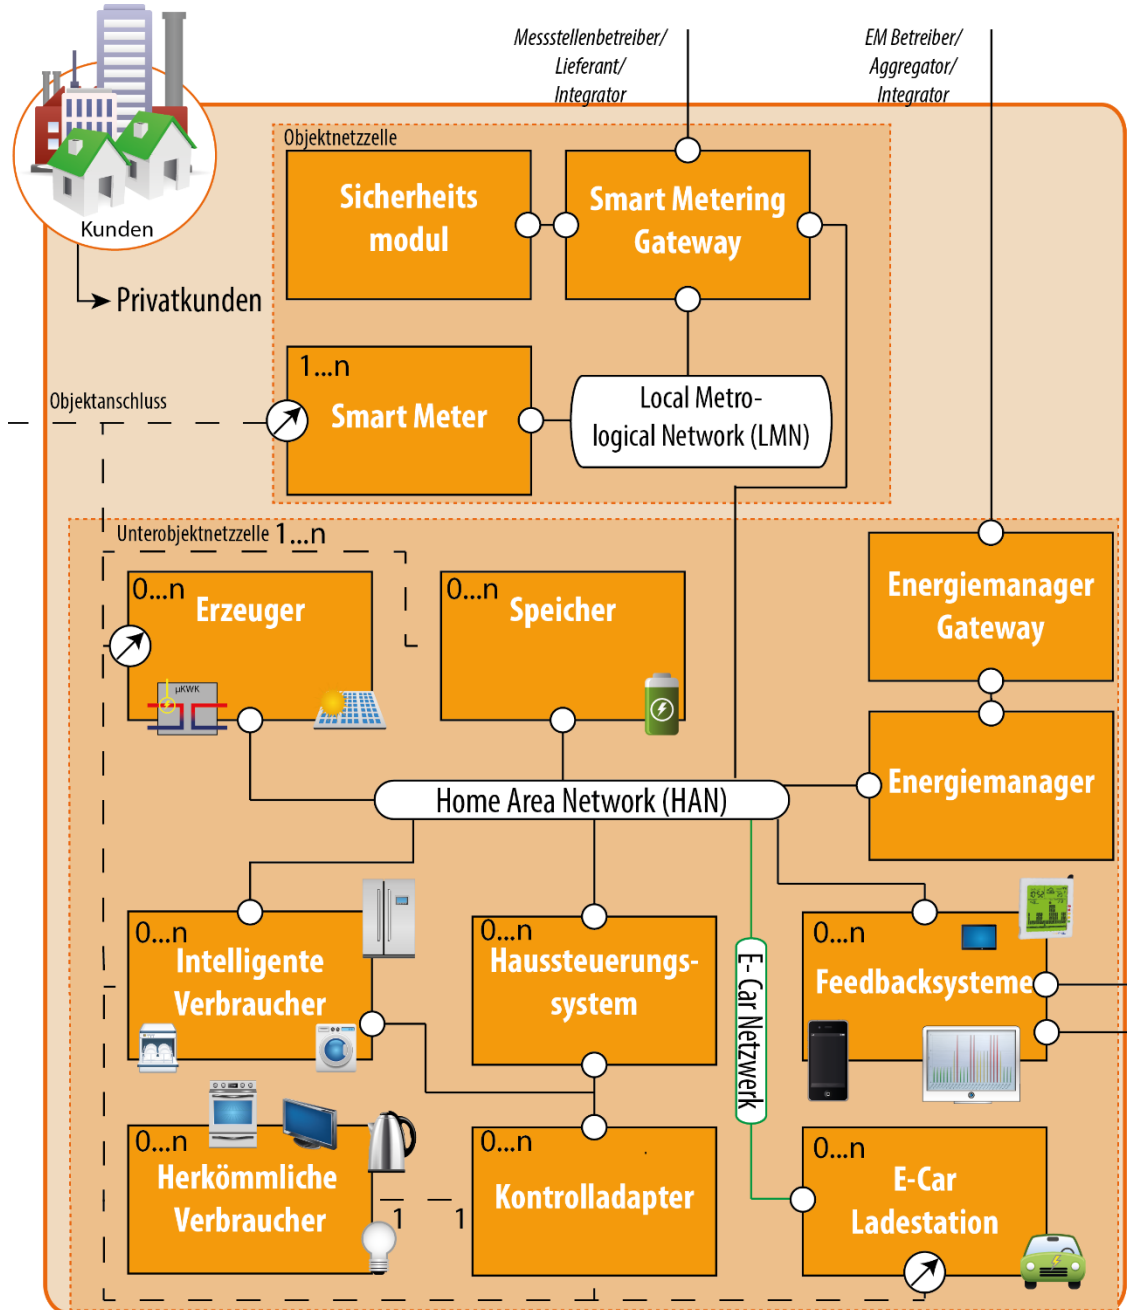 Messstellenbetreiber/
Lieferant/
Integrator
EM Betreiber/
Aggregator/
Integrator
Kunden
Privatkunden
Objektnetzzelle
Sicherheits
modul
Smart Metering
Gateway
1...n
Smart Meter
Local Metro-
logical Network (LMN)
Objektanschluss
Unterobjektnetzzelle 1...n
0...n
Erzeuger
µKWK
0...n
Speicher
Energiemanager
Gateway
Energiemanager
Home Area Network (HAN)
0...n
Intelligente
Verbraucher
0...n
Haussteuerungs-
system
E- Car Netzwerk
0...n
Feedbacksysteme
0...n
Herkömmliche
Verbraucher
1
1
0...n
Kontrolladapter
0...n
E-Car
Ladestation